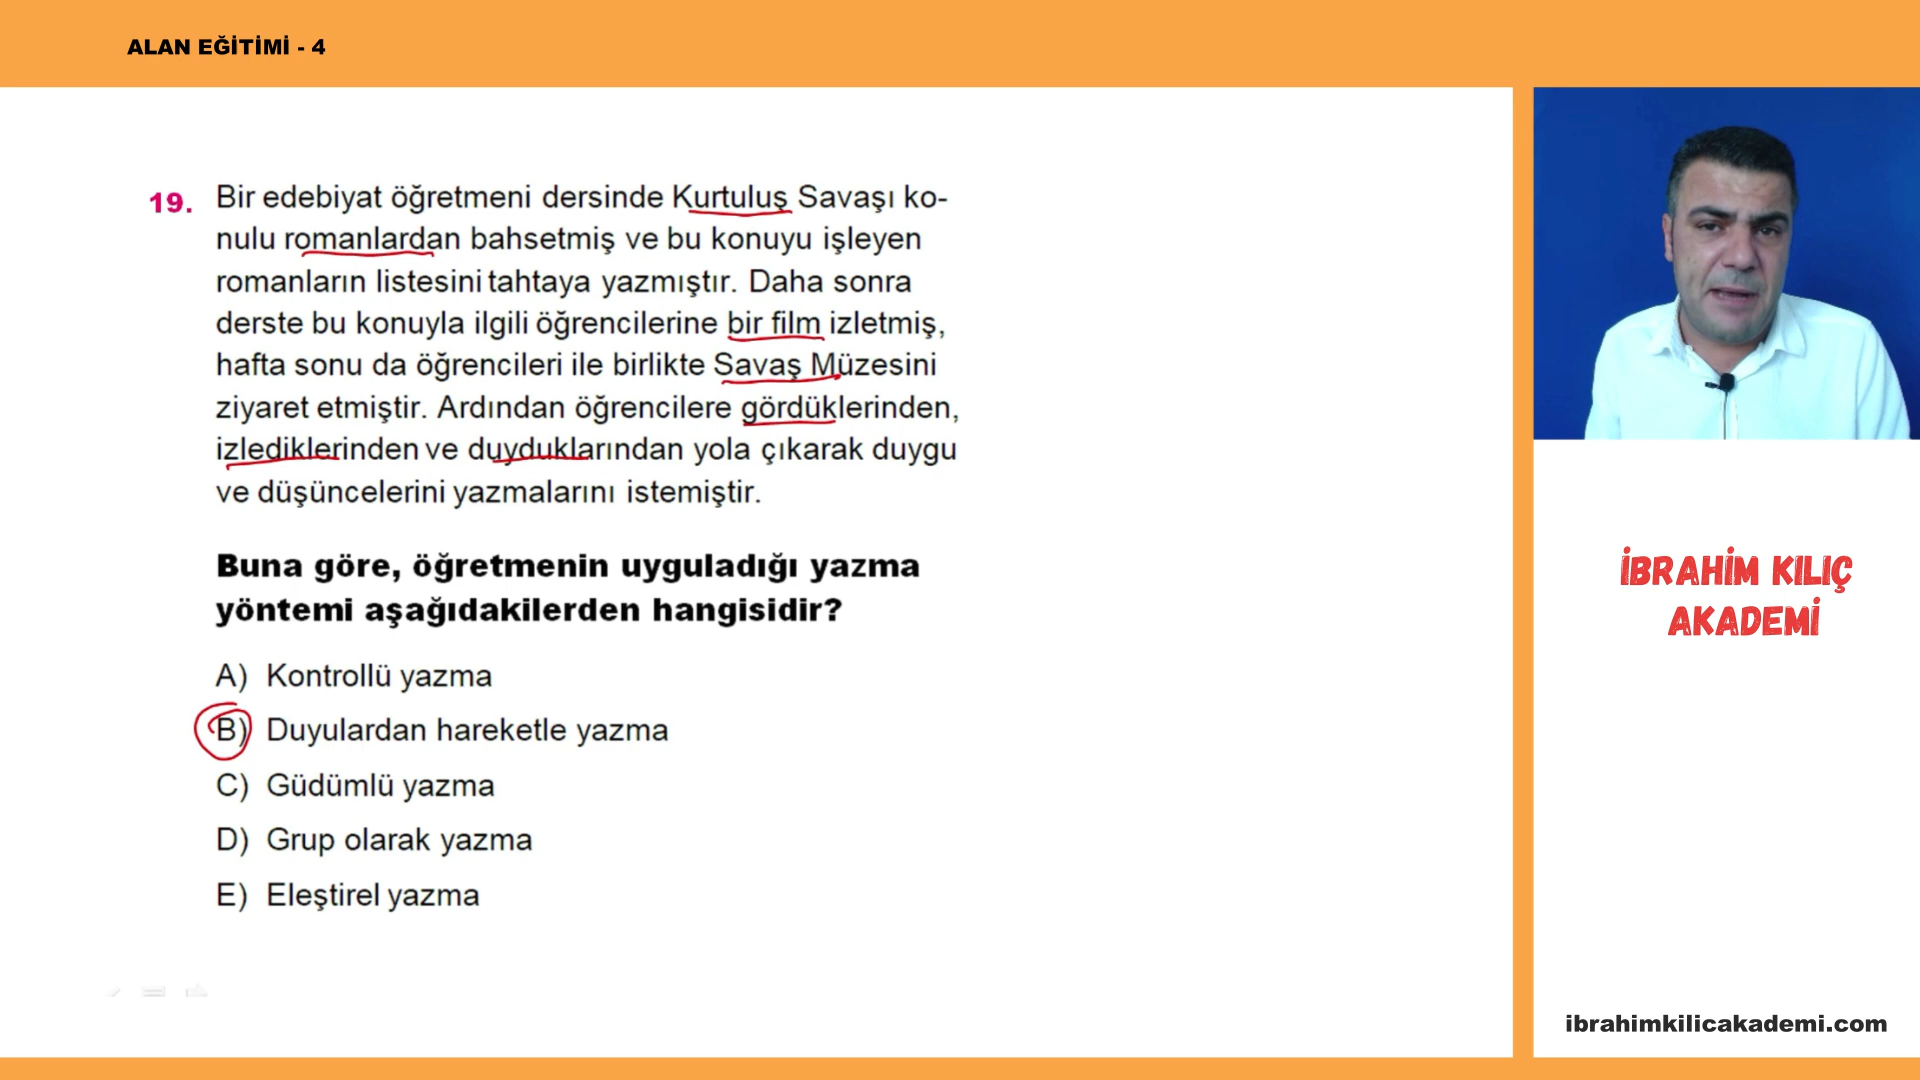 ALAN EĞİTİMİ - 4
19. Bir edebiyat öğretmeni dersinde Kurtuluş Savaşı ko-
nulu romanlardan bahsetmiş ve bu konuyu işleyen
romanların listesini tahtaya yazmıştır. Daha sonra
derste bu konuyla ilgili öğrencilerine bir film izletmiş,
hafta sonu da öğrencileri ile birlikte Savaş Müzesini
ziyaret etmiştir. Ardından öğrencilere gördüklerinden,
izlediklerinden ve duyduklarından yola çıkarak duygu
ve düşüncelerini yazmalarını istemiştir.
Buna göre, öğretmenin uyguladığı yazma
yöntemi aşağıdakilerden hangisidir?
A) Kontrollü yazma
B) Duyulardan hareketle yazma
C) Güdümlü yazma
D) Grup olarak yazma
E) Eleştirel yazma
İBRAHİM KILIÇ
AKADEMİ
ibrahimkilicakademi.com